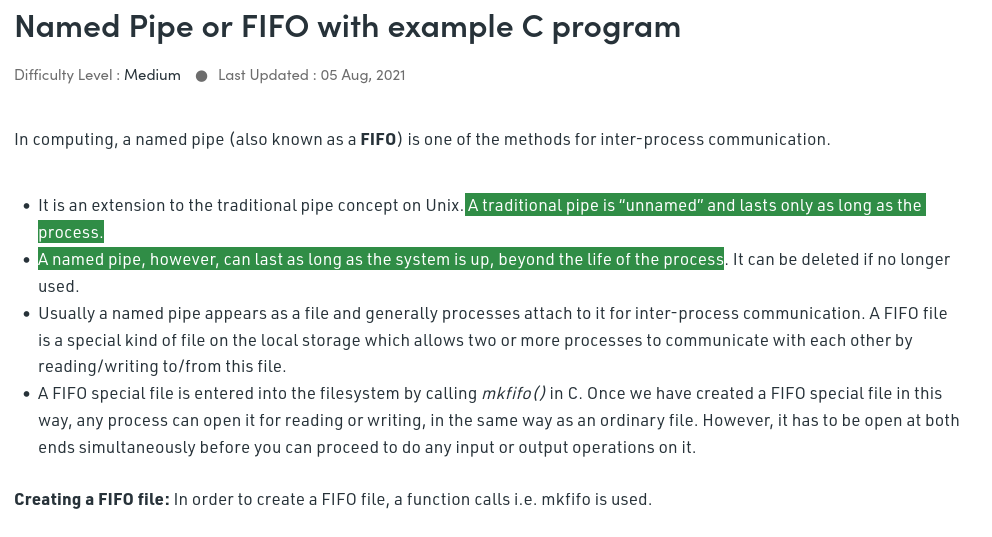 Named Pipe or FIFO with example C program
Difficulty Level : Medium ● Last Updated : 05 Aug, 2021
In computing, a named pipe (also known as a FIFO) is one of the methods for inter-process communication.
• It is an extension to the traditional pipe concept on Unix. A traditional pipe is “unnamed” and lasts only as long as the
process.
• A named pipe, however, can last as long as the system is up, beyond the life of the process. It can be deleted if no longer
used.
• Usually a named pipe appears as a file and generally processes attach to it for inter-process communication. A FIFO file
is a special kind of file on the local storage which allows two or more processes to communicate with each other by
reading/writing to/from this file.
• A FIFO special file is entered into the filesystem by calling mkfifo() in C. Once we have created a FIFO special file in this
way, any process can open it for reading or writing, in the same way as an ordinary file. However, it has to be open at both
ends simultaneously before you can proceed to do any input or output operations on it.
Creating a FIFO file: In order to create a FIFO file, a function calls i.e. mkfifo is used.